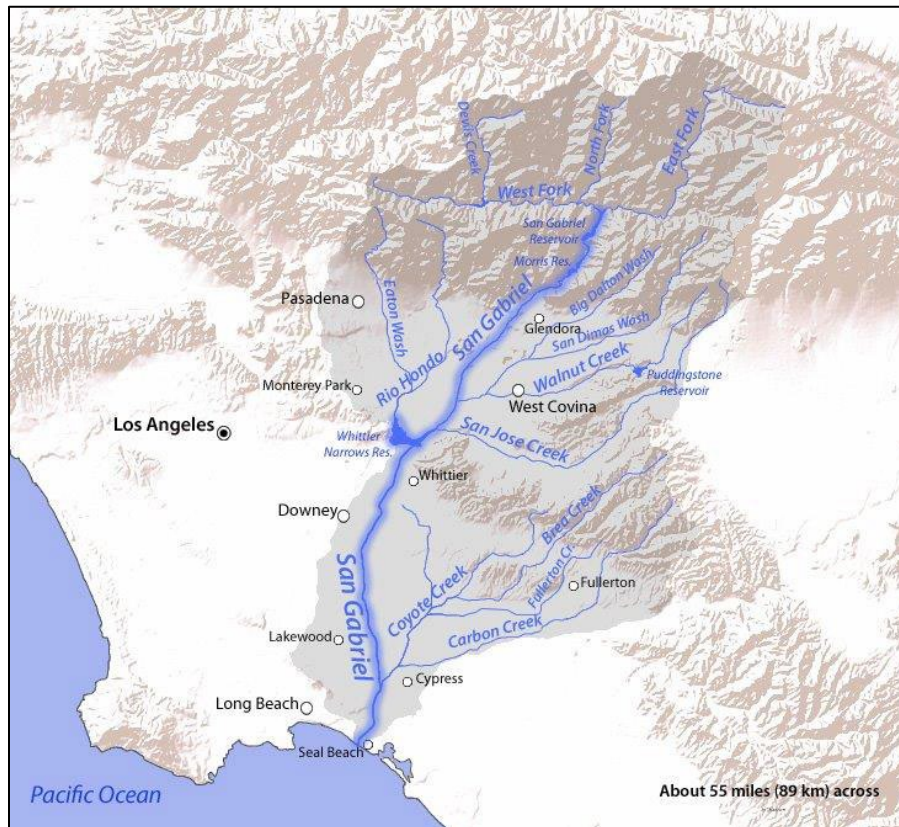 Devils Creek
North Fork
East Fork
West Fork
San Gabriel
Reservoir
Morris Res.
Big Dalton Wash
Pasadena
Eaton Wash
San Gabriel
Glendora
San Dimas Wash
Rio Hondo
Walnut Creek
Monterey Park
Puddingstone
Reservoir
West Covina
Los Angeles
San Jose Creek
Whittier
Narrows Res.
Whittier
Downey
Brea Creek
San Gabriel
Coyote Creek
Fullerton Cr.
Fullerton
Lakewood
Carbon Creek
Cypress
Long Beach
Seal Beach
Pacific Ocean
About 55 miles (89 km) across